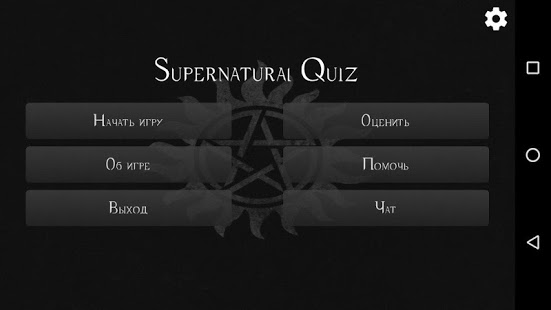 Supernatural Quiz
Начать игру
Оценить
Об игре
Помочь
Выход
Чат